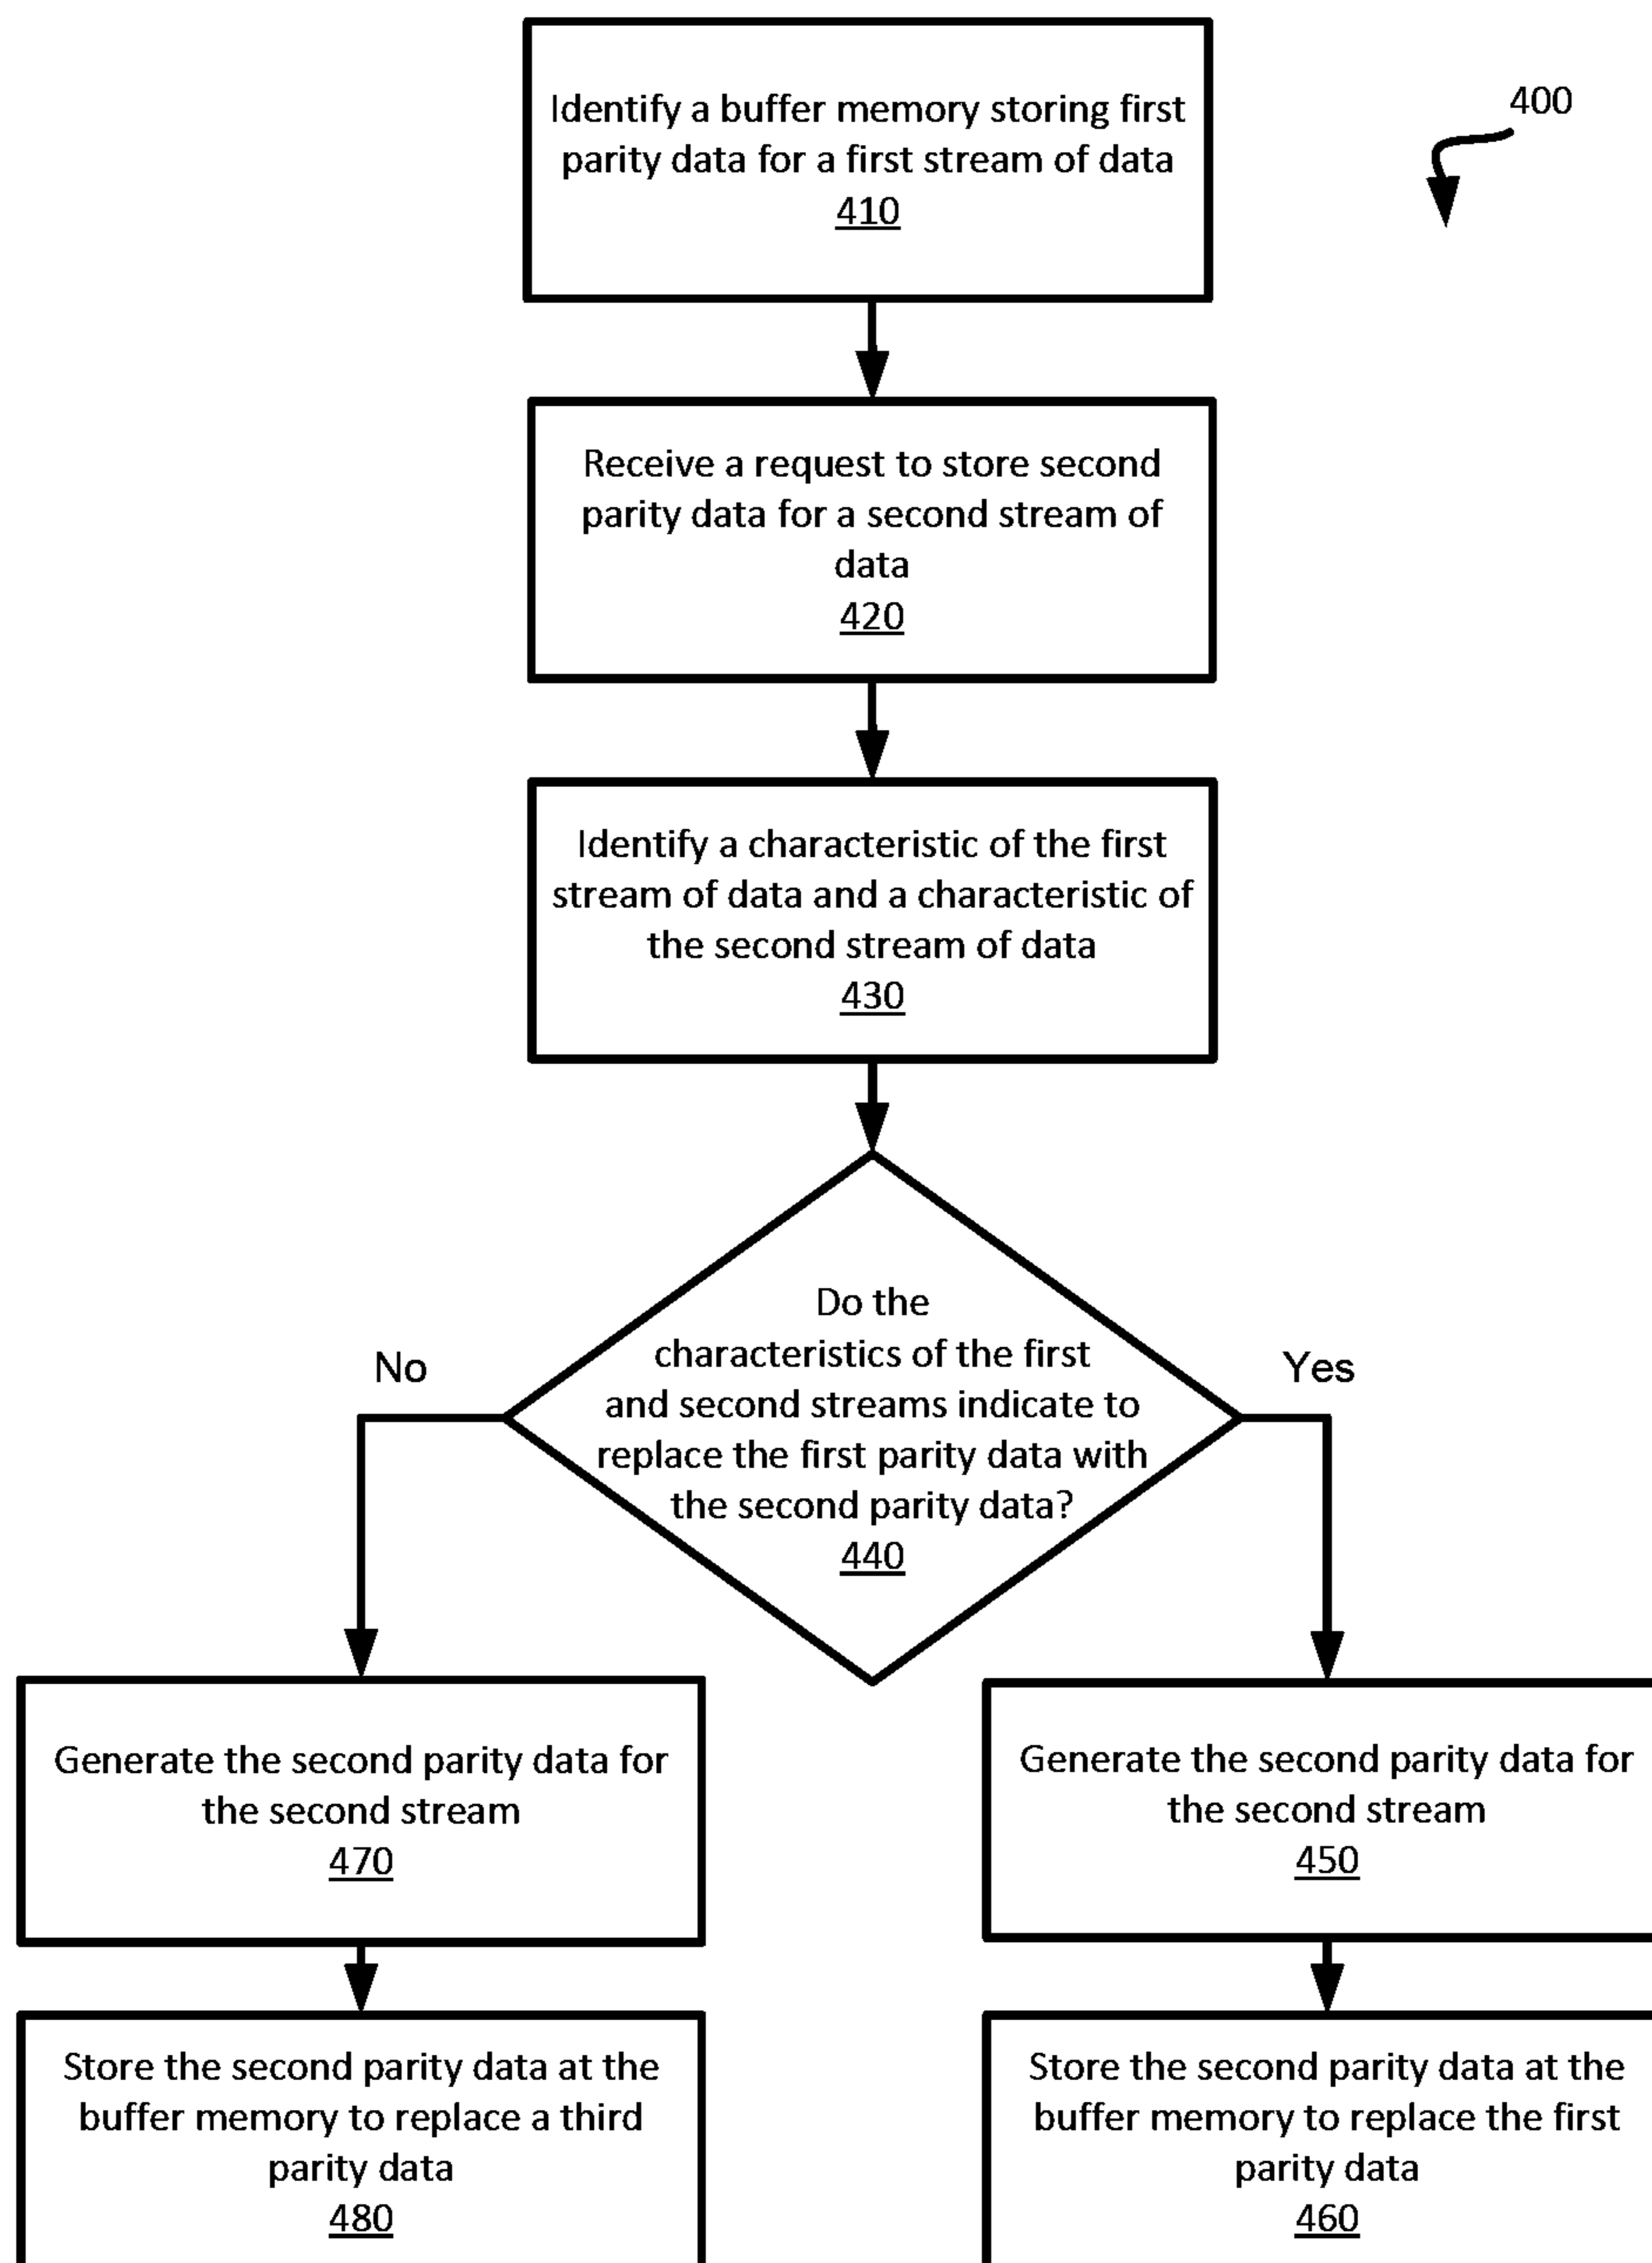 Identify a buffer memory storing first
parity data for a first stream of data
410
400
Receive a request to store second
parity data for a second stream of
data
420
Identify a characteristic of the first
stream of data and a characteristic of
the second stream of data
430
Do the
characteristics of the first
and second streams indicate to
replace the first parity data with
the second parity data?
440
No
Yes
Generate the second parity data for
the second stream
470
Generate the second parity data for
the second stream
450
Store the second parity data at the
buffer memory to replace a third
parity data
480
Store the second parity data at the
buffer memory to replace the first
parity data
460